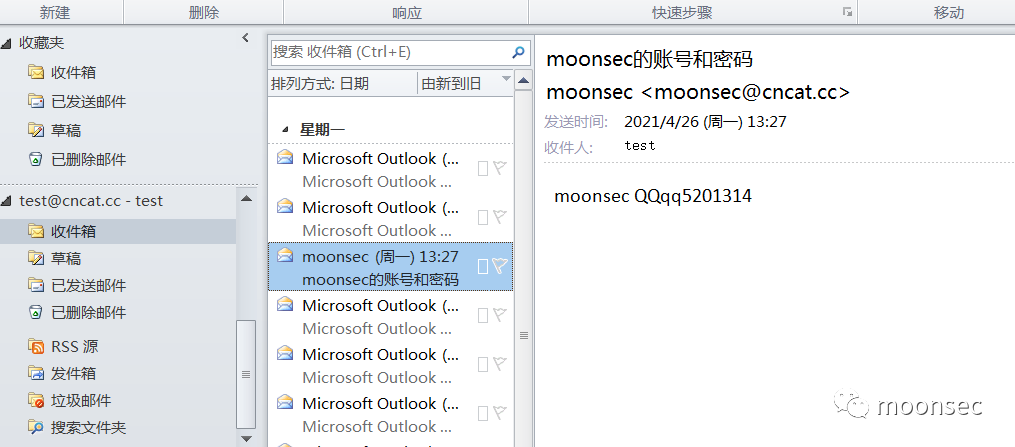 新建 删除 响应 快速步骤 移动
收藏夹
收件箱
已发送邮件
草稿
已删除邮件
test@cncat.cc - test
收件箱
草稿
已发送邮件
已删除邮件
RSS 源
发件箱
垃圾邮件
搜索文件夹
搜索 收件箱 (Ctrl+E)
排列方式: 日期 由新到旧
星期一
Microsoft Outlook (...
Microsoft Outlook ...
Microsoft Outlook (...
Microsoft Outlook ...
moonsec (周一) 13:27
moonsec的账号和密码
Microsoft Outlook (...
Microsoft Outlook ...
Microsoft Outlook (...
Microsoft Outlook ...
Microsoft Outlook (...
Microsoft Outlook ...
moonsec的账号和密码
moonsec <moonsec@cncat.cc>
发送时间: 2021/4/26 (周一) 13:27
收件人: test
moonsec QQqq5201314
moonsec